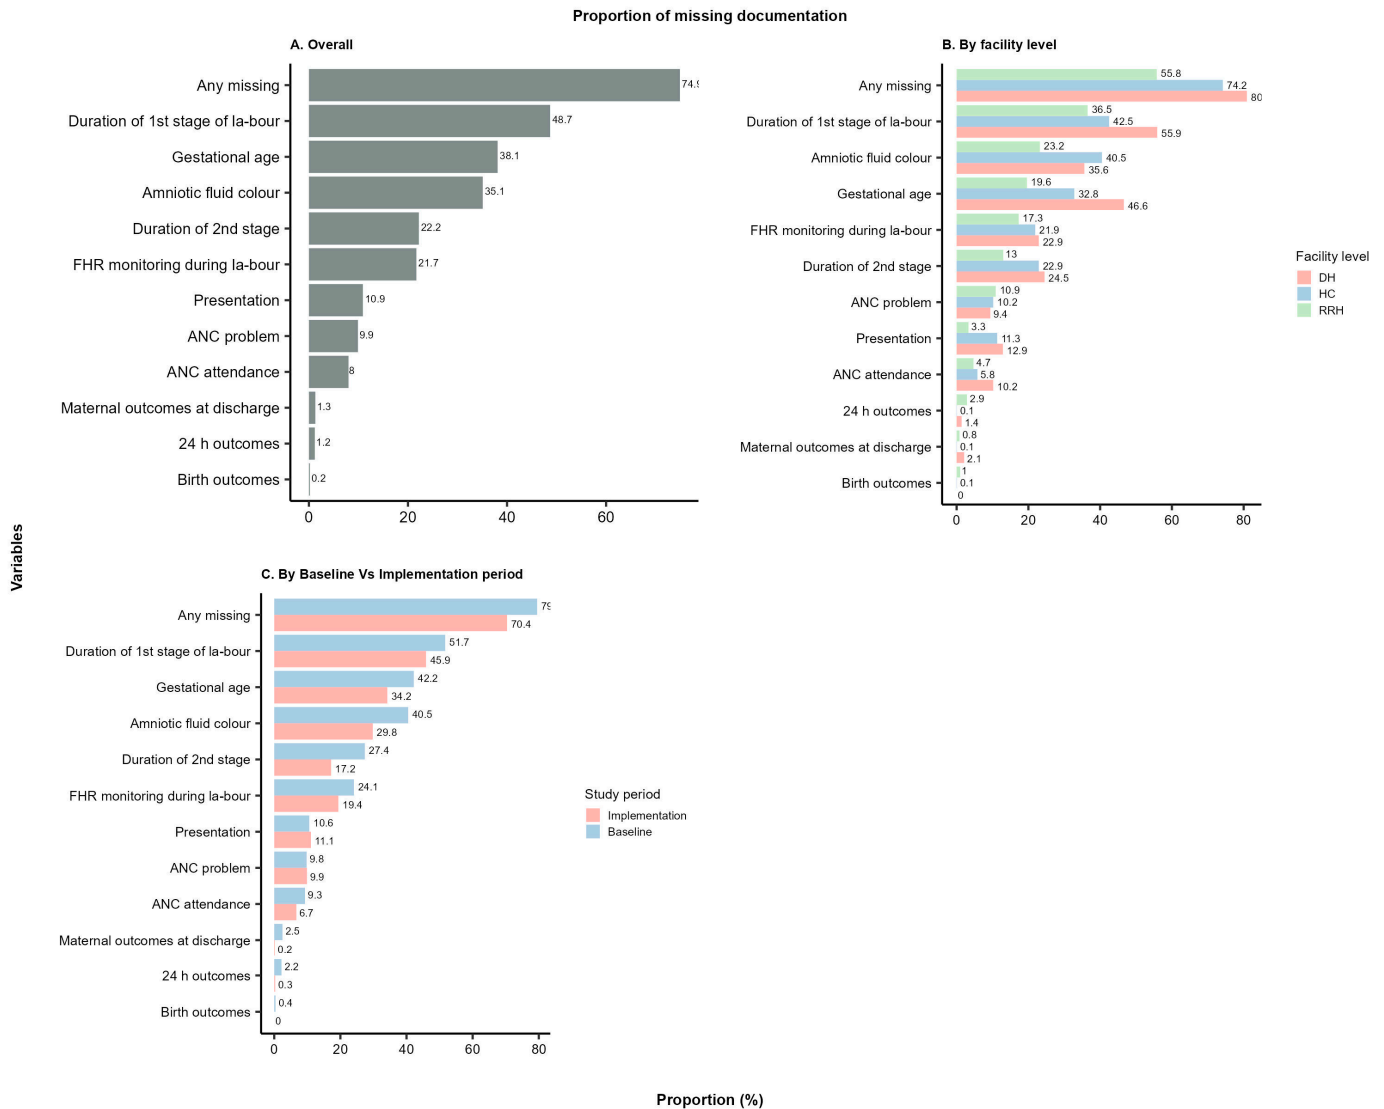 Proportion of missing documentation
A. Overall
Any missing 74.9
Duration of 1st stage of la-bour 48.7
Gestational age 38.1
Amniotic fluid colour 35.1
Duration of 2nd stage 22.2
FHR monitoring during la-bour 21.7
Presentation 10.9
ANC problem 9.9
ANC attendance 8
Maternal outcomes at discharge 1.3
24 h outcomes 1.2
Birth outcomes 0.2
0 20 40 60
B. By facility level
55.8
Any missing 74.2
80
36.5
Duration of 1st stage of la-bour 42.5
55.9
23.2
Amniotic fluid colour 40.5
35.6
19.6
Gestational age 32.8
46.6
17.3
FHR monitoring during la-bour 21.9
22.9
13
Duration of 2nd stage 22.9
24.5
10.9
ANC problem 10.2
9.4
3.3
Presentation 11.3
12.9
4.7
ANC attendance 5.8
10.2
2.9
24 h outcomes 0.1
1.4
0.8
Maternal outcomes at discharge 0.1
2.1
1
Birth outcomes 0.1
0
0 20 40 60 80
Facility level
DH
HC
RRH
Variables
C. By Baseline Vs Implementation period
79
Any missing
70.4
51.7
Duration of 1st stage of la-bour
45.9
42.2
Gestational age
34.2
40.5
Amniotic fluid colour
29.8
27.4
Duration of 2nd stage
17.2
24.1
FHR monitoring during la-bour
19.4
10.6
Presentation
11.1
9.8
ANC problem
9.9
9.3
ANC attendance
6.7
2.5
Maternal outcomes at discharge
0.2
2.2
24 h outcomes
0.3
0.4
Birth outcomes
0
0 20 40 60 80
Study period
Implementation
Baseline
Proportion (%)